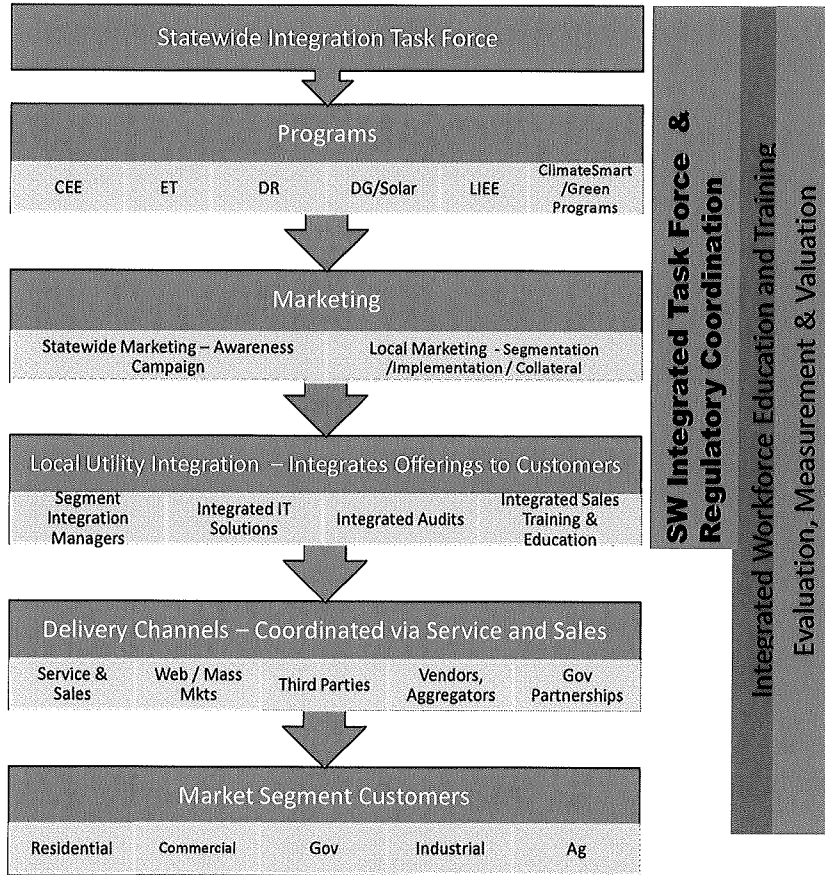 Statewide Integration Task Force
Programs
CEE
ET
DR
DG/Solar
LIEE
ClimateSmart
/Green
Programs
Marketing
Statewide Marketing – Awareness
Campaign
Local Marketing - Segmentation
/Implementation / Collateral
Local Utility Integration – Integrates Offerings to Customers
Segment
Integration
Managers
Integrated IT
Solutions
Integrated Audits
Integrated Sales
Training &
Education
Delivery Channels – Coordinated via Service and Sales
Service &
Sales
Web / Mass
Mkts
Third Parties
Vendors,
Aggregators
Gov
Partnerships
Market Segment Customers
Residential
Commercial
Gov
Industrial
Ag
SW Integrated Task Force &
Regulatory Coordination
Integrated Workforce Education and Training
Evaluation, Measurement & Valuation